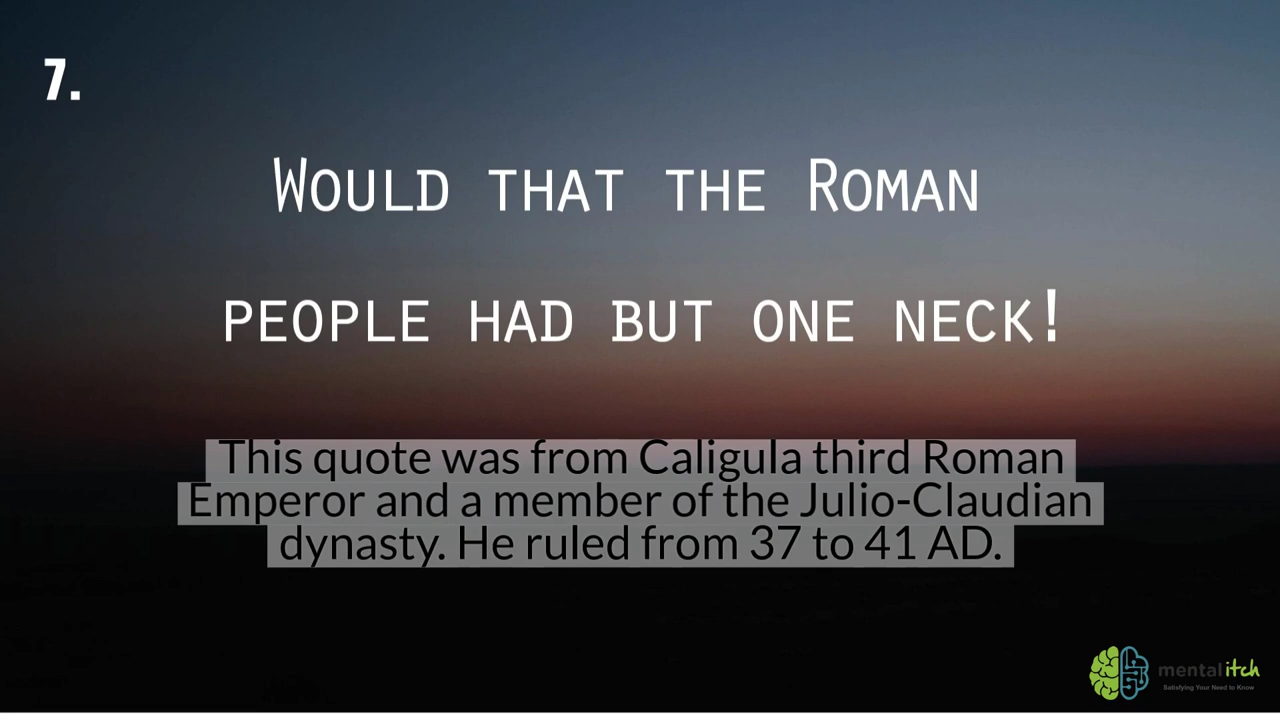 7.
Would that the Roman
people had but one neck!
This quote was from Caligula third Roman
Emperor and a member of the Julio-Claudian
dynasty. He ruled from 37 to 41 AD.
mentalitch
Satisfying Your Need to Know